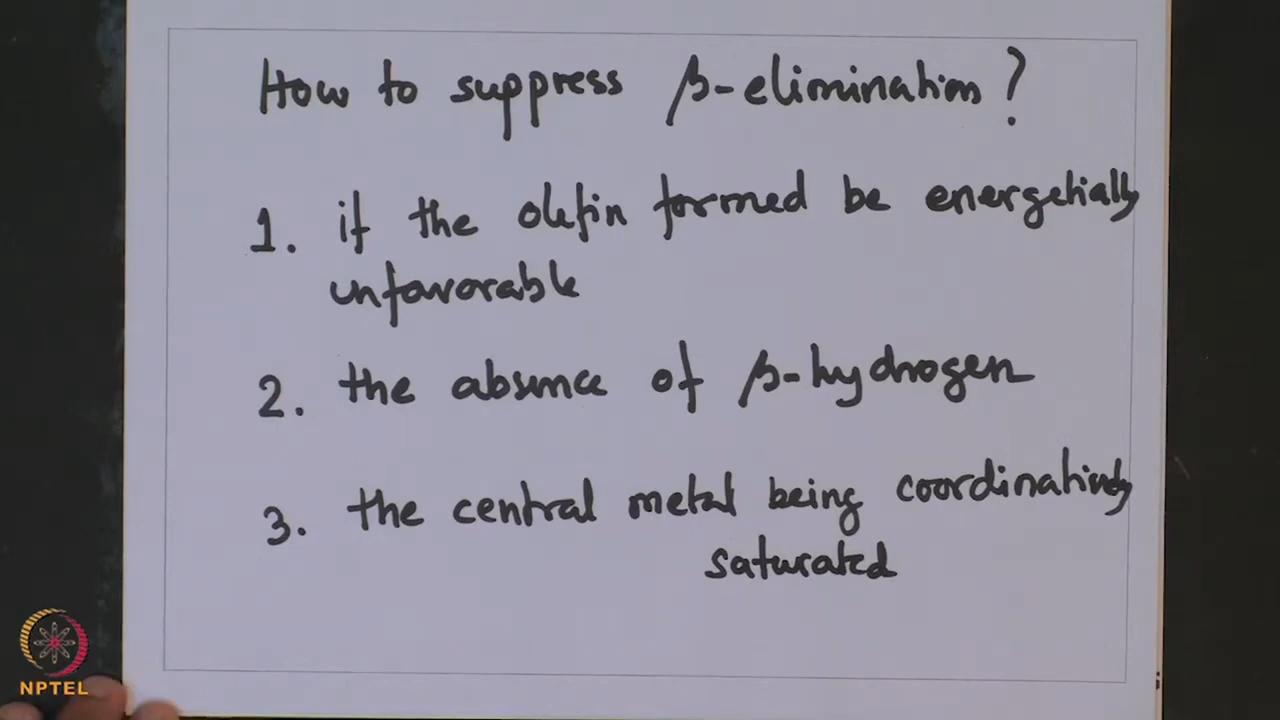 How to suppress β-elimination?
1. if the olefin formed be energetially
unfavorable
2. the absence of β-hydrogen
3. the central metal being coordinatively
saturated
NPTEL